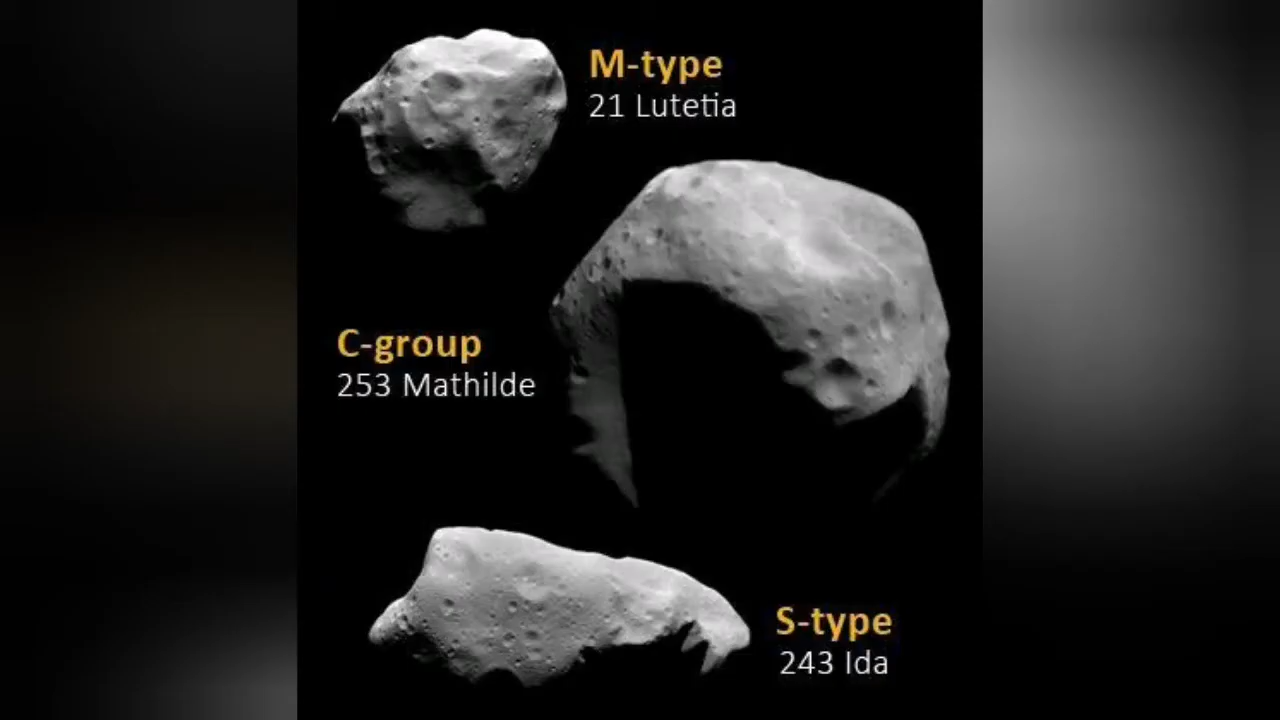 M-type
21 Lutetia
C-group
253 Mathilde
S-type
243 Ida